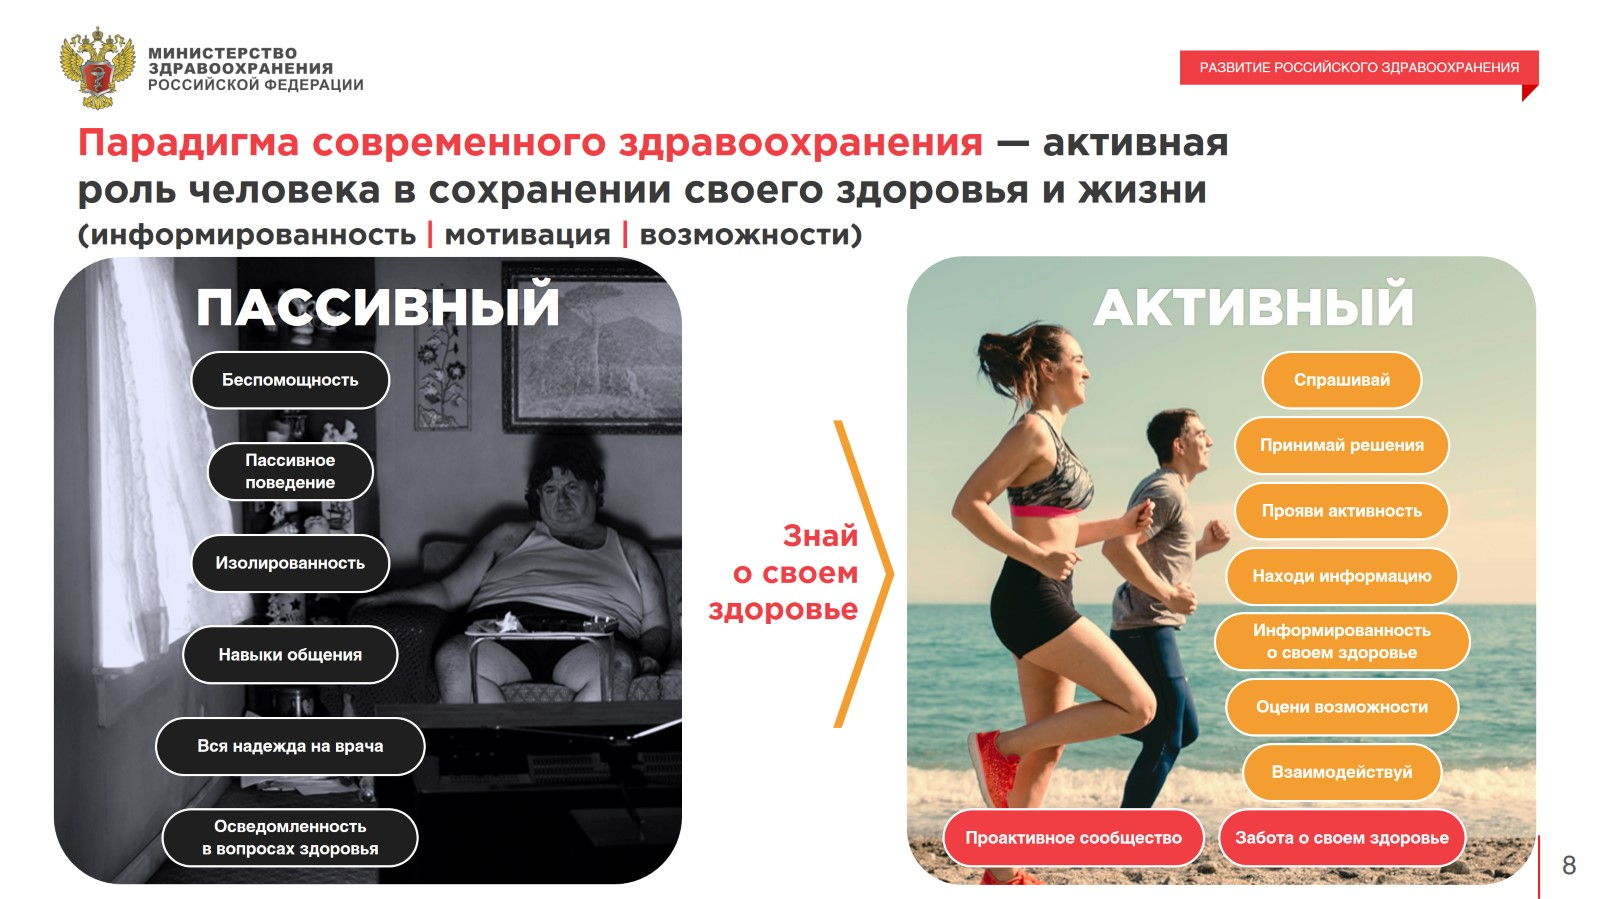 МИНИСТЕРСТВО
ЗДРАВООХРАНЕНИЯ
РОССИЙСКОЙ ФЕДЕРАЦИИ
РАЗВИТИЕ РОССИЙСКОГО ЗДРАВООХРАНЕНИЯ
Парадигма современного здравоохранения — активная
роль человека в сохранении своего здоровья и жизни
(информированность | мотивация | возможности)
ПАССИВНЫЙ
Беспомощность
Пассивное
поведение
Изолированность
Навыки общения
Вся надежда на врача
Осведомленность
в вопросах здоровья
Знай
о своем
здоровье
АКТИВНЫЙ
Спрашивай
Принимай решения
Прояви активность
Находи информацию
Информированность
о своем здоровье
Оцени возможности
Взаимодействуй
Проактивное сообщество
Забота о своем здоровье
8